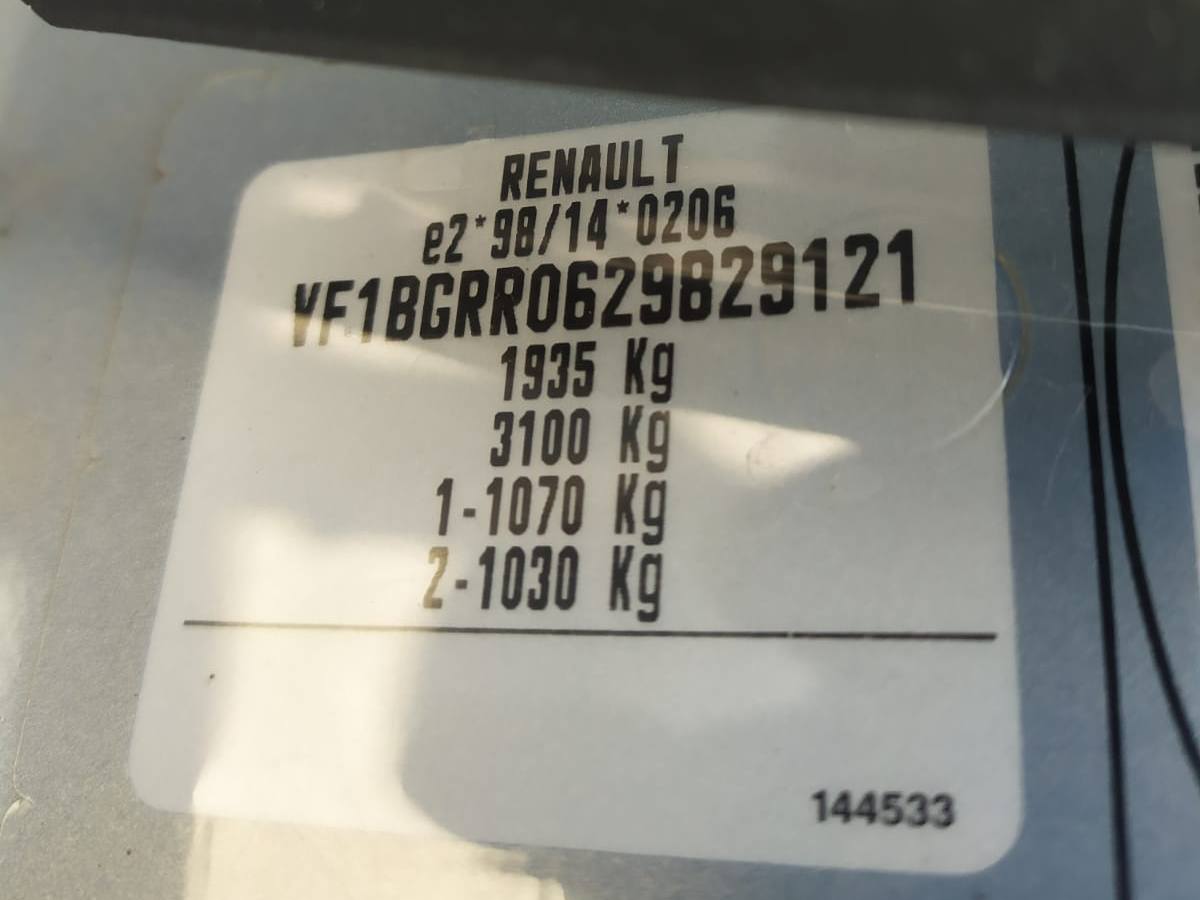 RENAULT
e2*98/14*0206
VF1BGRR0629829121
1935 Kg
3100 Kg
1-1070 Kg
2-1030 Kg
144533